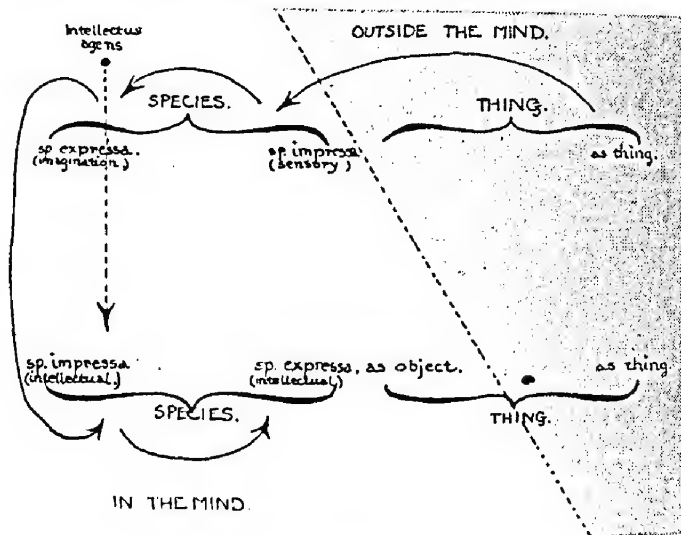 Intellectus
agens
OUTSIDE THE MIND.
SPECIES.
THING.
sp expressa.
(imagination)
sp. impressa
(sensory)
as thing.
sp. impressa
(intellectual)
sp. expressa, as object.
(intellectual)
as thing.
SPECIES.
THING.
IN THE MIND.